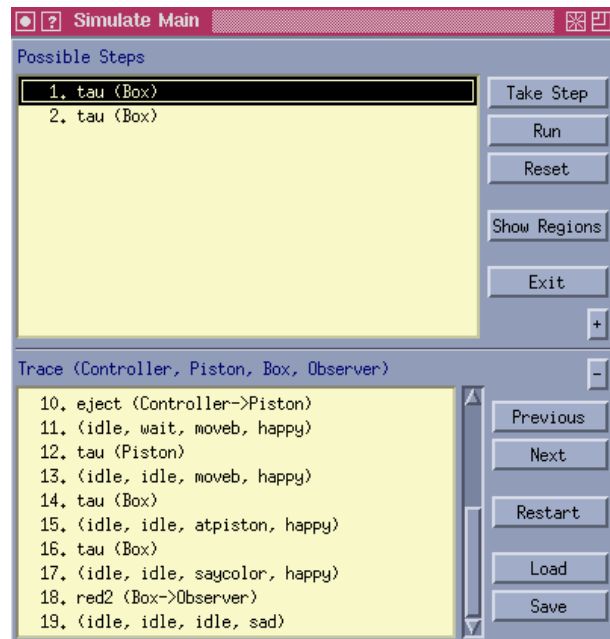 ? Simulate Main
Possible Steps
1. tau (Box)
2. tau (Box)
Take Step
Run
Reset
Show Regions
Exit
+
Trace (Controller, Piston, Box, Observer)
-
10. eject (Controller->Piston)
11. (idle, wait, moveb, happy)
12. tau (Piston)
13. (idle, idle, moveb, happy)
14. tau (Box)
15. (idle, idle, atpiston, happy)
16. tau (Box)
17. (idle, idle, saycolor, happy)
18. red2 (Box->Observer)
19. (idle, idle, idle, sad)
Previous
Next
Restart
Load
Save